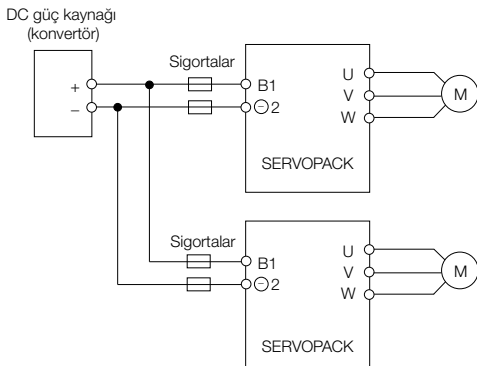 DC güç kaynağı
(konvertör)
+
−
Sigortalar
B1
⊖2
U
V
W
M
SERVOPACK
Sigortalar
B1
⊖2
U
V
W
M
SERVOPACK